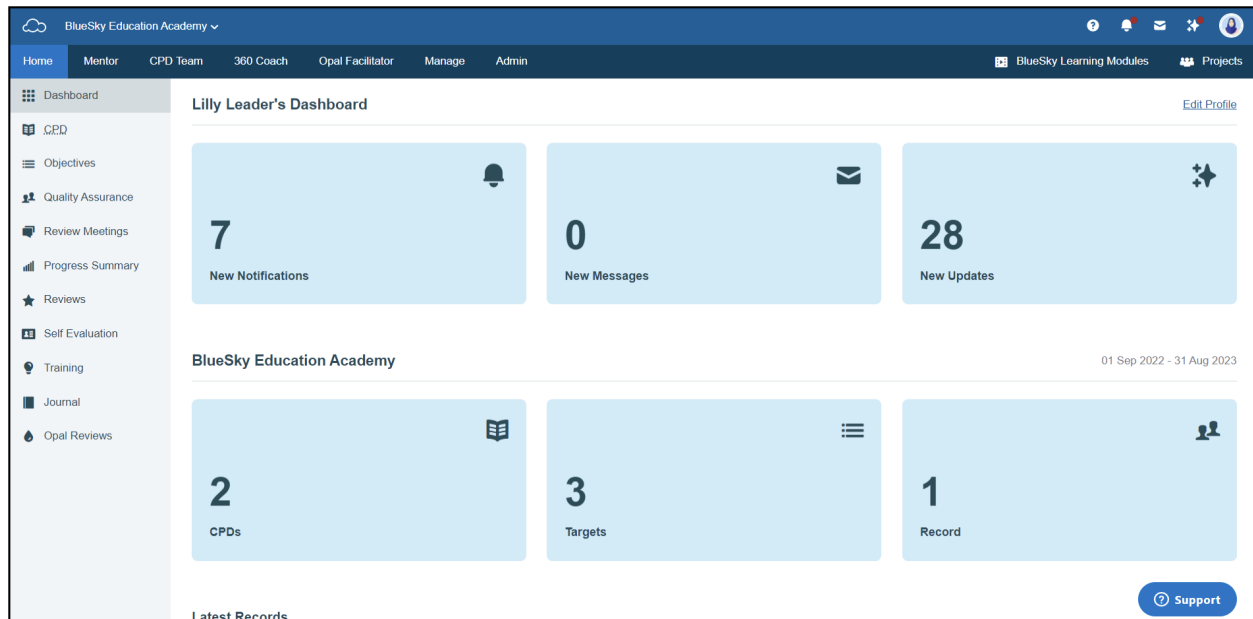 BlueSky Education Academy
Home Mentor CPD Team 360 Coach Opal Facilitator Manage Admin BlueSky Learning Modules Projects
Dashboard
CPD
Objectives
Quality Assurance
Review Meetings
Progress Summary
Reviews
Self Evaluation
Training
Journal
Opal Reviews
Lilly Leader's Dashboard Edit Profile
7 0 28
New Notifications New Messages New Updates
BlueSky Education Academy 01 Sep 2022 - 31 Aug 2023
2 3 1
CPDs Targets Record
Latest Records
Support